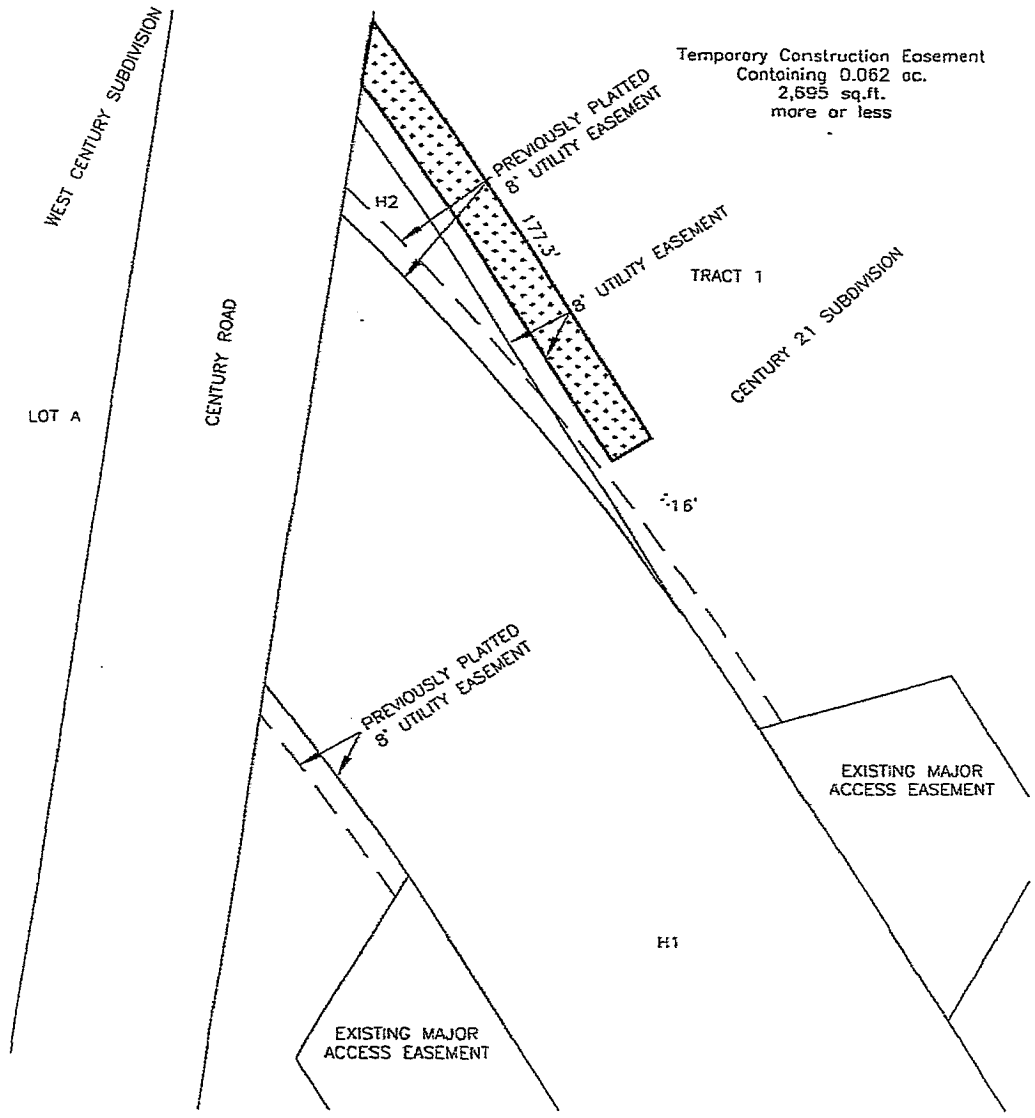 Temporary Construction Easement
Containing 0.062 ac.
2,695 sq.ft.
more or less
WEST CENTURY SUBDIVISION
PREVIOUSLY PLATTED
8' UTILITY EASEMENT
H2
177.3'
8' UTILITY EASEMENT
TRACT 1
CENTURY 21 SUBDIVISION
CENTURY ROAD
LOT A
16'
PREVIOUSLY PLATTED
8' UTILITY EASEMENT
EXISTING MAJOR
ACCESS EASEMENT
H1
EXISTING MAJOR
ACCESS EASEMENT